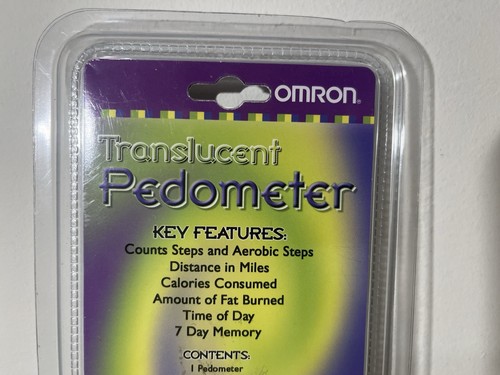 OMRON®
Translucent
Pedometer
KEY FEATURES:
Counts Steps and Aerobic Steps
Distance in Miles
Calories Consumed
Amount of Fat Burned
Time of Day
7 Day Memory
CONTENTS:
1 Pedometer